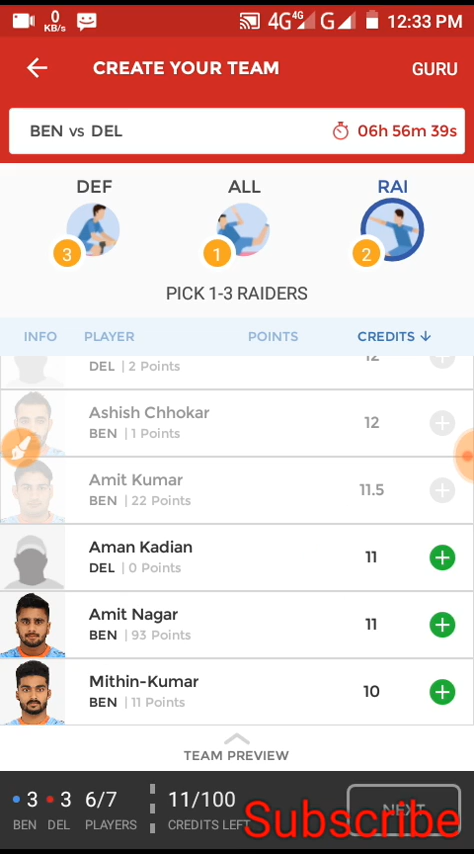 0 KB/s 4G 4G G 12:33 PM
CREATE YOUR TEAM GURU
BEN vs DEL 06h 56m 39s
DEF ALL RAI
3 1 2
PICK 1-3 RAIDERS
INFO PLAYER POINTS CREDITS ↓
DEL | 2 Points 12
Ashish Chhokar
BEN | 1 Points 12
Amit Kumar
BEN | 22 Points 11.5
Aman Kadian
DEL | 0 Points 11
Amit Nagar
BEN | 93 Points 11
Mithin-Kumar
BEN | 11 Points 10
TEAM PREVIEW
3 3 6/7 11/100 NEXT
BEN DEL PLAYERS CREDITS LEFT
Subscribe